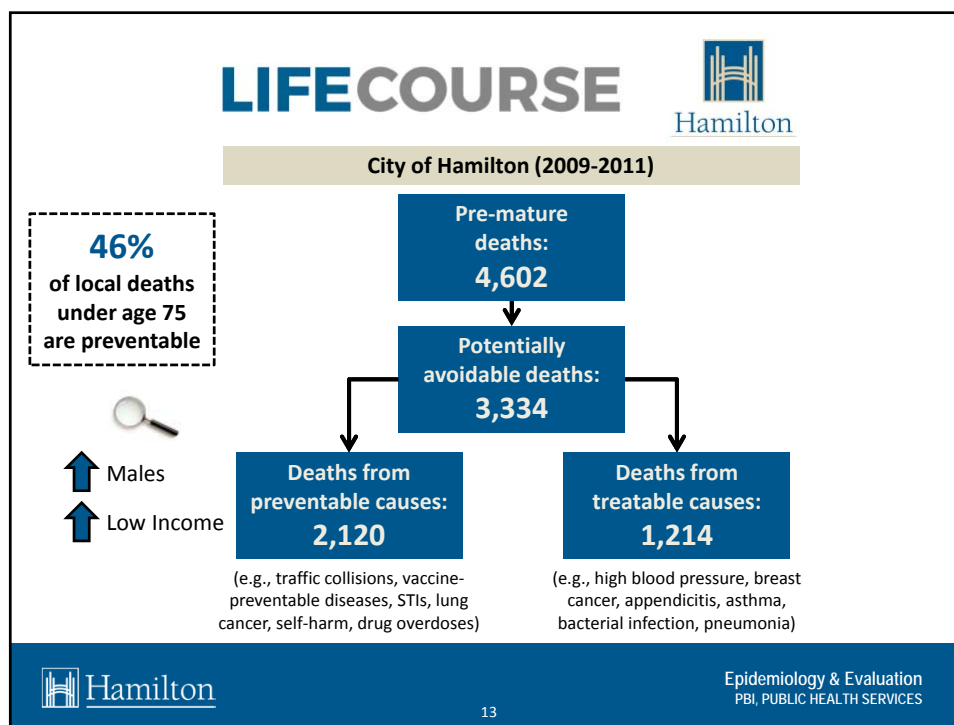 LIFECOURSE
Hamilton
City of Hamilton (2009-2011)
46%
of local deaths
under age 75
are preventable
Pre-mature
deaths:
4,602
Potentially
avoidable deaths:
3,334
Males
Low Income
Deaths from
preventable causes:
2,120
(e.g., traffic collisions, vaccine-
preventable diseases, STIs, lung
cancer, self-harm, drug overdoses)
Deaths from
treatable causes:
1,214
(e.g., high blood pressure, breast
cancer, appendicitis, asthma,
bacterial infection, pneumonia)
Hamilton
13
Epidemiology & Evaluation
PBI, PUBLIC HEALTH SERVICES